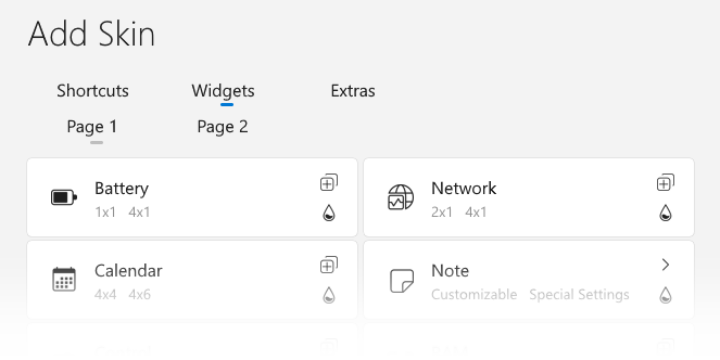 Add Skin
Shortcuts Widgets Extras
Page 1 Page 2
Battery
1x1 4x1
Network
2x1 4x1
Calendar
4x4 4x6
Note
Customizable Special Settings